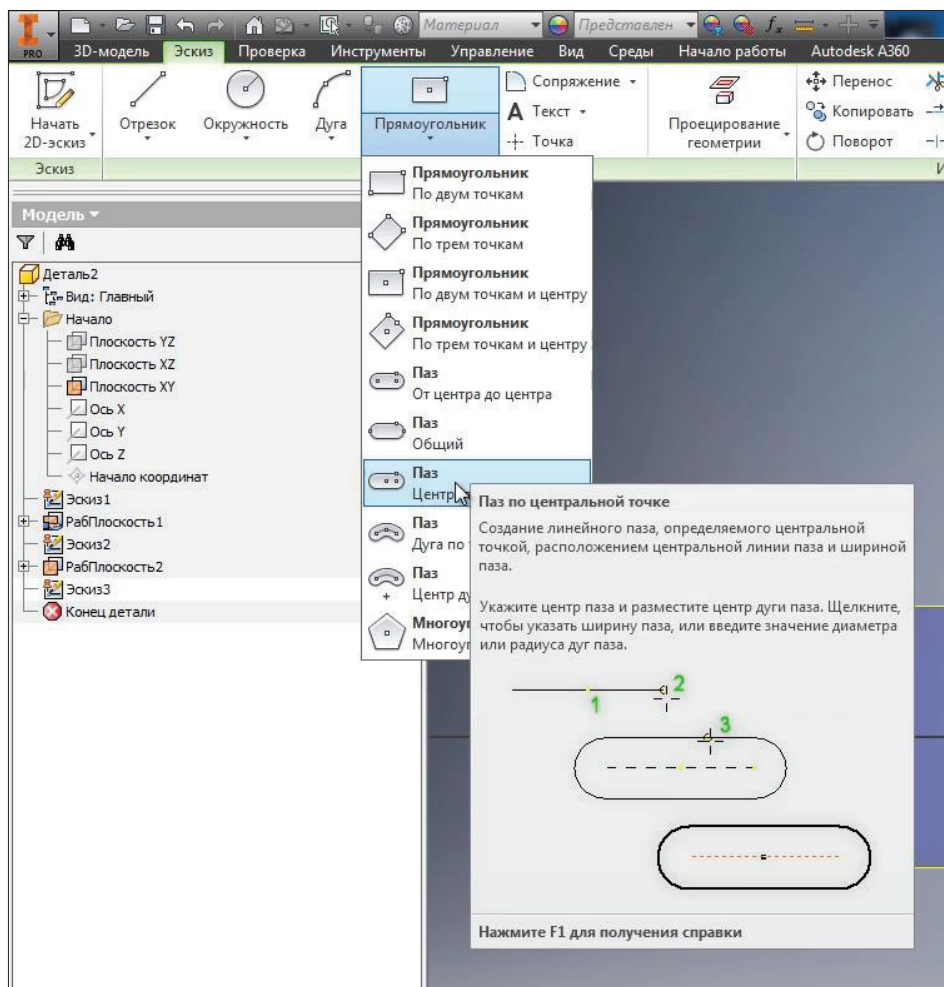 PRO
Материал
Представлен
fx
3D-модель Эскиз Проверка Инструменты Управление Вид Среды Начало работы Autodesk A360
Начать
2D-эскиз
Отрезок
Окружность
Дуга
Прямоугольник
Сопряжение
A Текст
Точка
Проецирование
геометрии
Перенос
Копировать
Поворот
Эскиз
Модель
Деталь2
Вид: Главный
Начало
Плоскость YZ
Плоскость XZ
Плоскость XY
Ось X
Ось Y
Ось Z
Начало координат
Эскиз1
РабПлоскость1
Эскиз2
РабПлоскость2
Эскиз3
Конец детали
Прямоугольник
По двум точкам
Прямоугольник
По трем точкам
Прямоугольник
По двум точкам и центру
Прямоугольник
По трем точкам и центру
Паз
От центра до центра
Паз
Общий
Паз
Центр
Паз
Дуга по
Паз
Центр ду
Многоуг
Многоуг
Паз по центральной точке
Создание линейного паза, определяемого центральной
точкой, расположением центральной линии паза и шириной
паза.
Укажите центр паза и разместите центр дуги паза. Щелкните,
чтобы указать ширину паза, или введите значение диаметра
или радиуса дуг паза.
1
2
3
Нажмите F1 для получения справки